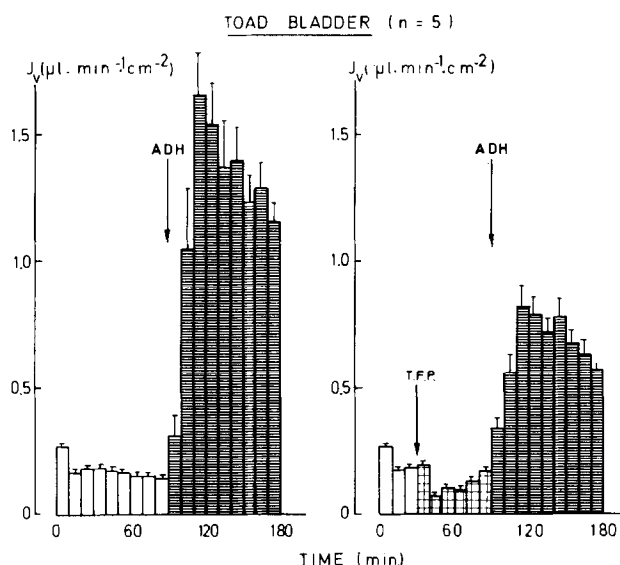 TOAD BLADDER (n = 5)
Jv(µl. min-1cm-2)
Jv(µl. min-1.cm-2)
1.5
ADH
1.0
0.5
0 60 120 180
1.5
ADH
1.0
0.5
T.F.P.
0 60 120 180
TIME (min)